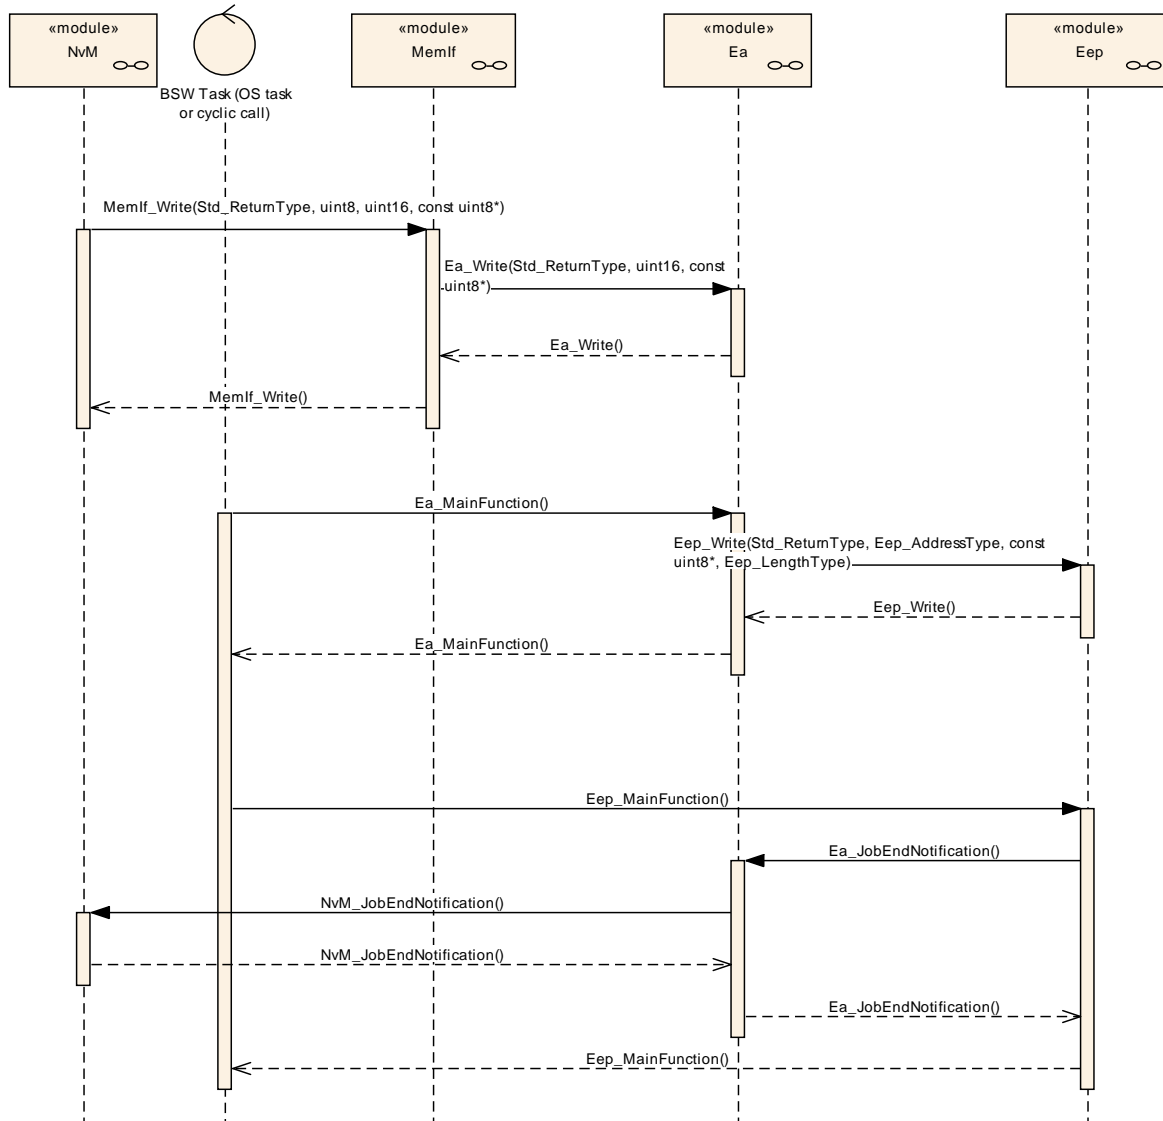 «module»
NvM
BSW Task (OS task
or cyclic call)
«module»
MemIf
«module»
Ea
«module»
Eep
MemIf_Write(Std_ReturnType, uint8, uint16, const uint8*)
Ea_Write(Std_ReturnType, uint16, const
uint8*)
Ea_Write()
MemIf_Write()
Ea_MainFunction()
Eep_Write(Std_ReturnType, Eep_AddressType, const
uint8*, Eep_LengthType)
Eep_Write()
Ea_MainFunction()
Eep_MainFunction()
Ea_JobEndNotification()
NvM_JobEndNotification()
NvM_JobEndNotification()
Ea_JobEndNotification()
Eep_MainFunction()